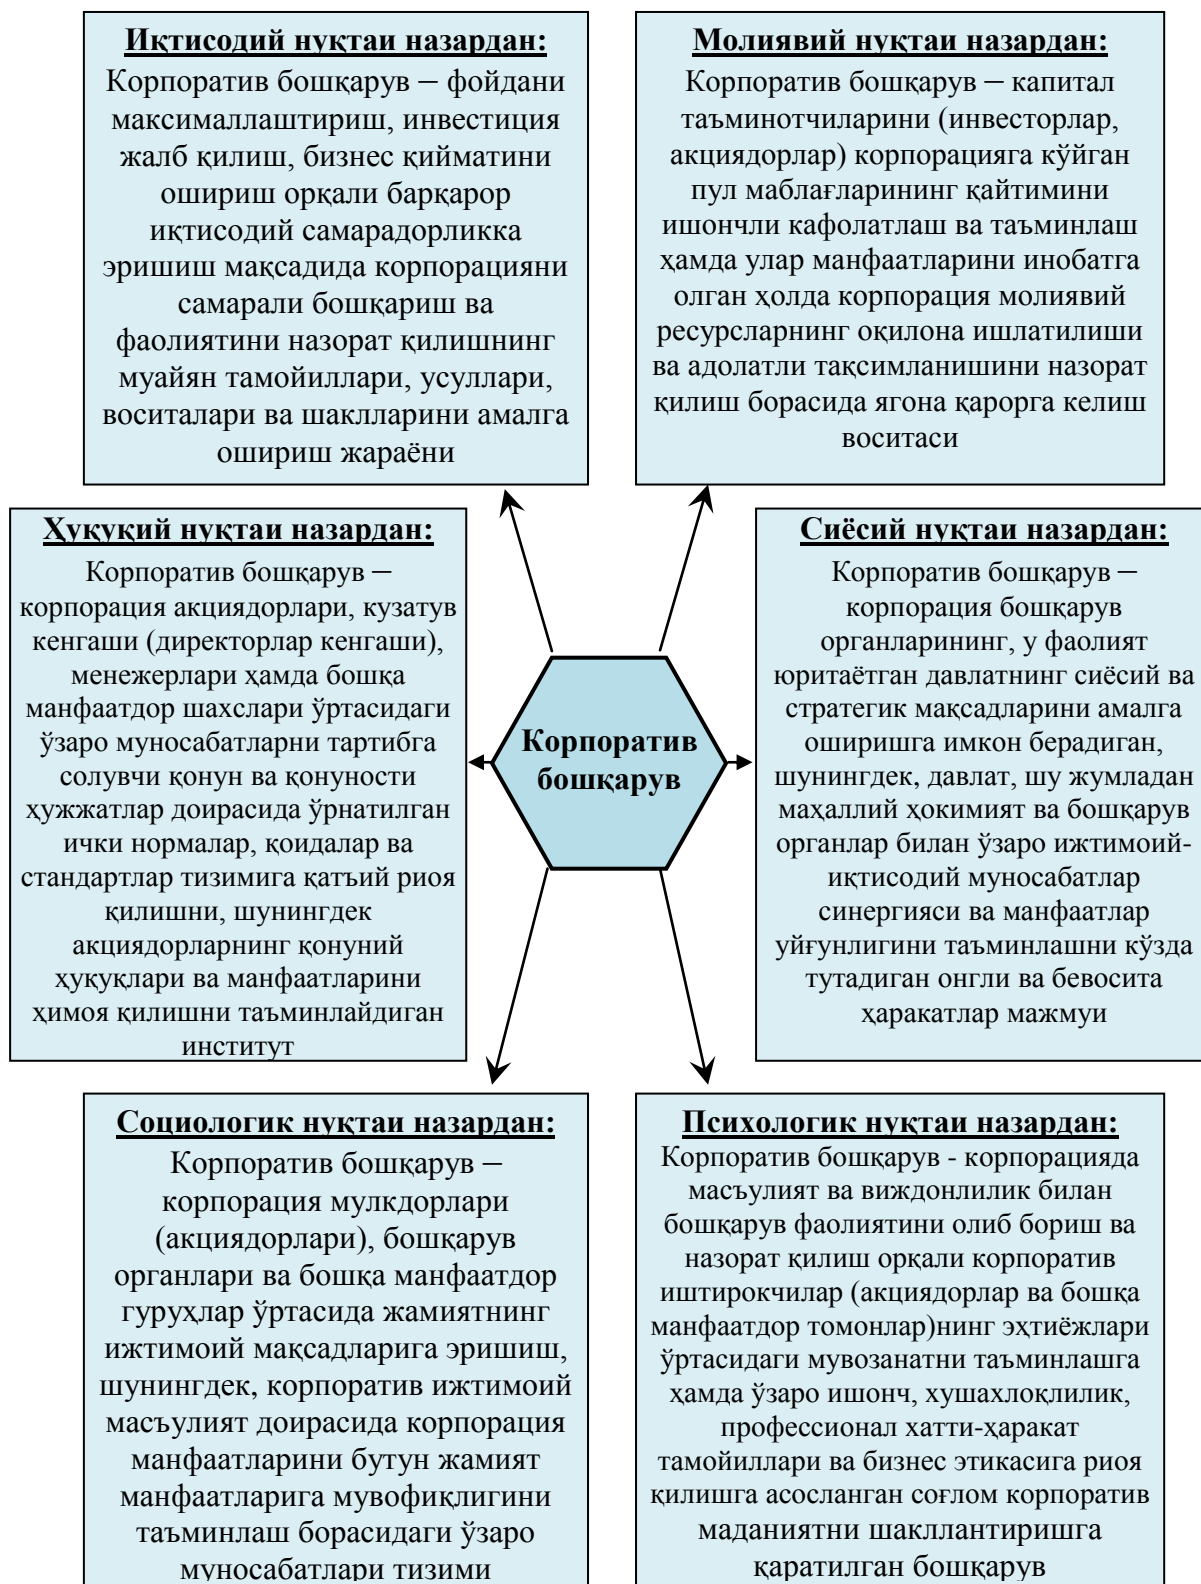 Иқтисодий нуқтаи назардан:
Корпоратив бошқарув – фойдани
максималлаштириш, инвестиция
жалб қилиш, бизнес қийматини
ошириш орқали барқарор
иқтисодий самарадорликка
эришиш мақсадида корпорацияни
самарали бошқариш ва
фаолиятини назорат қилишнинг
муайян тамойиллари, усуллари,
воситалари ва шаклларини амалга
ошириш жараёни
Молиявий нуқтаи назардан:
Корпоратив бошқарув – капитал
таъминотчиларини (инвесторлар,
акциядорлар) корпорацияга кўйган
пул маблағларининг қайтимини
ишончли кафолатлаш ва таъминлаш
ҳамда улар манфаатларини инобатга
олган ҳолда корпорация молиявий
ресурсларнинг оқилона ишлатилиши
ва адолатли тақсимланишини назорат
қилиш борасида ягона қарорга келиш
воситаси
Ҳуқуқий нуқтаи назардан:
Корпоратив бошқарув –
корпорация акциядорлари, кузатув
кенгаши (директорлар кенгаши),
менежерлари ҳамда бошқа
манфаатдор шахслари ўртасидаги
ўзаро муносабатларни тартибга
солувчи қонун ва қонуности
ҳужжатлар доирасида ўрнатилган
ички нормалар, қоидалар ва
стандартлар тизимига қатъий риоя
қилишни, шунингдек
акциядорларнинг қонуний
ҳуқуқлари ва манфаатларини
ҳимоя қилишни таъминлайдиган
институт
Корпоратив
бошқарув
Сиёсий нуқтаи назардан:
Корпоратив бошқарув –
корпорация бошқарув
органларининг, у фаолият
юритаётган давлатнинг сиёсий ва
стратегик мақсадларини амалга
оширишга имкон берадиган,
шунингдек, давлат, шу жумладан
маҳаллий ҳокимият ва бошқарув
органлар билан ўзаро ижтимоий-
иқтисодий муносабатлар
синергияси ва манфаатлар
уйғунлигини таъминлашни кўзда
тутадиган онгли ва бевосита
ҳаракатлар мажмуи
Социологик нуқтаи назардан:
Корпоратив бошқарув –
корпорация мулкдорлари
(акциядорлари), бошқарув
органлари ва бошқа манфаатдор
гуруҳлар ўртасида жамиятнинг
ижтимоий мақсадларига эришиш,
шунингдек, корпоратив ижтимоий
масъулият доирасида корпорация
манфаатларини бутун жамият
манфаатларига мувофиқлигини
таъминлаш борасидаги ўзаро
муносабатлари тизими
Психологик нуқтаи назардан:
Корпоратив бошқарув - корпорацияда
масъулият ва виждонлилик билан
бошқарув фаолиятини олиб бориш ва
назорат қилиш орқали корпоратив
иштирокчилар (акциядорлар ва бошқа
манфаатдор томонлар)нинг эҳтиёжлари
ўртасидаги мувозанатни таъминлашга
ҳамда ўзаро ишонч, хушахлоқлилик,
профессионал хатти-ҳаракат
тамойиллари ва бизнес этикасига риоя
қилишга асосланган соғлом корпоратив
маданиятни шакллантиришга
қаратилган бошқарув